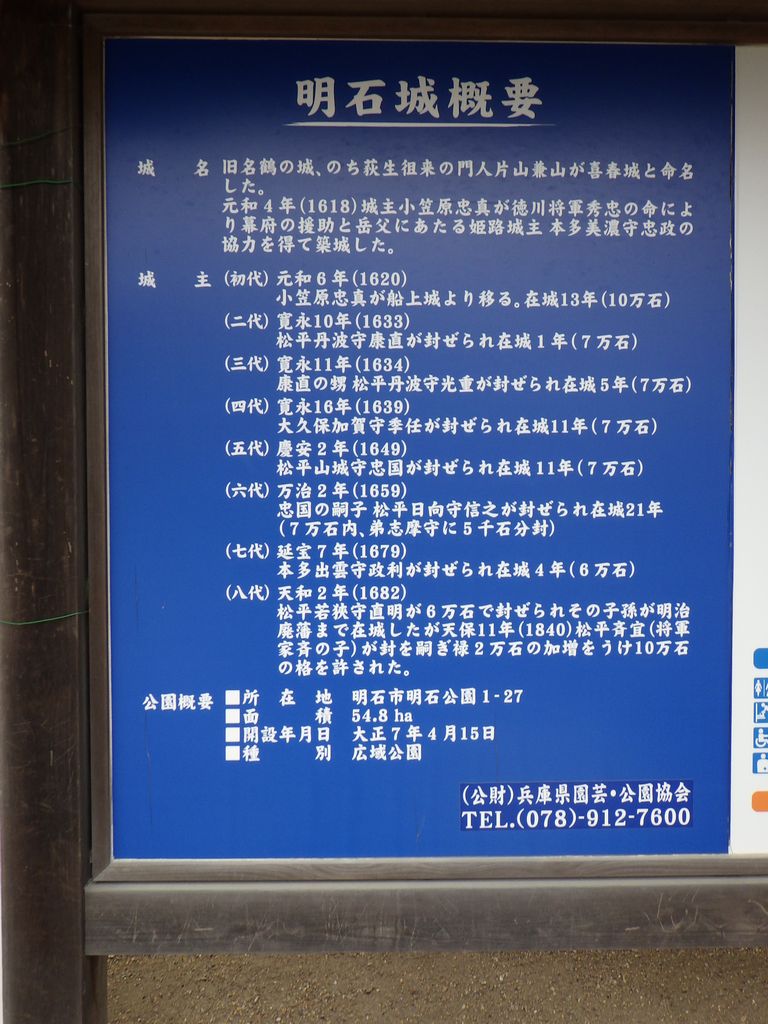 明石城概要
城　名 旧名鶴の城、のち荻生徂来の門人片山兼山が喜春城と命名
した。
元和4年(1618)城主小笠原忠真が徳川将軍秀忠の命によ
り幕府の援助と岳父にあたる姫路城主 本多美濃守忠政の
協力を得て築城した。
城　主 (初代) 元和6年(1620)
小笠原忠真が船上城より移る。在城13年(10万石)
(二代) 寛永10年(1633)
松平丹波守康直が封ぜられ在城1年(7万石)
(三代) 寛永11年(1634)
康直の甥 松平丹波守光重が封ぜられ在城5年(7万石)
(四代) 寛永16年(1639)
大久保加賀守季任が封ぜられ在城11年(7万石)
(五代) 慶安2年(1649)
松平山城守忠国が封ぜられ在城11年(7万石)
(六代) 万治2年(1659)
忠国の嗣子 松平日向守信之が封ぜられ在城21年
(7万石内、弟志摩守に5千石分封)
(七代) 延宝7年(1679)
本多出雲守政利が封ぜられ在城4年(6万石)
(八代) 天和2年(1682)
松平若狭守直明が6万石で封ぜられその子孫が明治
廃藩まで在城したが天保11年(1840)松平斉宜(将軍
家斉の子)が封を嗣ぎ禄2万石の加増をうけ10万石
の格を許された。
公園概要 ■所在地 明石市明石公園1-27
■面積 54.8 ha
■開設年月日 大正7年4月15日
■種別 広域公園
(公財)兵庫県園芸・公園協会
TEL.(078)-912-7600